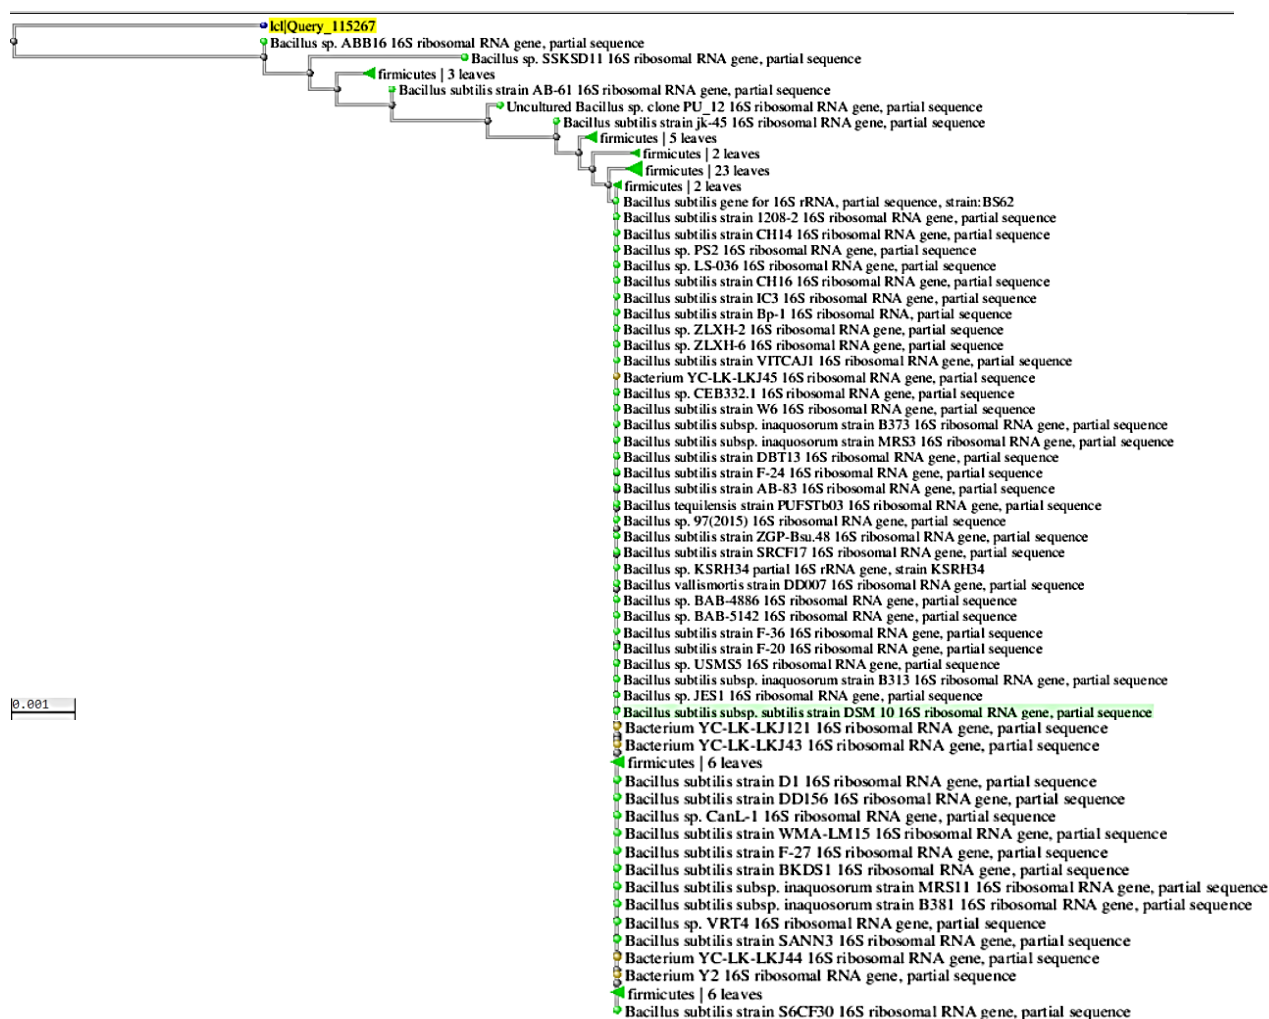 lcl|Query_115267
Bacillus sp. ABB16 16S ribosomal RNA gene, partial sequence
Bacillus sp. SSKSD11 16S ribosomal RNA gene, partial sequence
firmicutes | 3 leaves
Bacillus subtilis strain AB-61 16S ribosomal RNA gene, partial sequence
Uncultured Bacillus sp. clone PU_12 16S ribosomal RNA gene, partial sequence
Bacillus subtilis strain jk-45 16S ribosomal RNA gene, partial sequence
firmicutes | 5 leaves
firmicutes | 2 leaves
firmicutes | 23 leaves
firmicutes | 2 leaves
Bacillus subtilis gene for 16S rRNA, partial sequence, strain:BS62
Bacillus subtilis strain 1208-2 16S ribosomal RNA gene, partial sequence
Bacillus subtilis strain CH14 16S ribosomal RNA gene, partial sequence
Bacillus sp. PS2 16S ribosomal RNA gene, partial sequence
Bacillus sp. LS-036 16S ribosomal RNA gene, partial sequence
Bacillus subtilis strain CH16 16S ribosomal RNA gene, partial sequence
Bacillus subtilis strain IC3 16S ribosomal RNA gene, partial sequence
Bacillus subtilis strain Bp-1 16S ribosomal RNA, partial sequence
Bacillus sp. ZLXH-2 16S ribosomal RNA gene, partial sequence
Bacillus sp. ZLXH-6 16S ribosomal RNA gene, partial sequence
Bacillus subtilis strain VITCAJ1 16S ribosomal RNA gene, partial sequence
Bacterium YC-LK-LKJ45 16S ribosomal RNA gene, partial sequence
Bacillus sp. CEB332.1 16S ribosomal RNA gene, partial sequence
Bacillus subtilis strain W6 16S ribosomal RNA gene, partial sequence
Bacillus subtilis subsp. inaquosorum strain B373 16S ribosomal RNA gene, partial sequence
Bacillus subtilis subsp. inaquosorum strain MRS3 16S ribosomal RNA gene, partial sequence
Bacillus subtilis strain DBT13 16S ribosomal RNA gene, partial sequence
Bacillus subtilis strain F-24 16S ribosomal RNA gene, partial sequence
Bacillus subtilis strain AB-83 16S ribosomal RNA gene, partial sequence
Bacillus tequilensis strain PUFSTb03 16S ribosomal RNA gene, partial sequence
Bacillus sp. 97(2015) 16S ribosomal RNA gene, partial sequence
Bacillus subtilis strain ZGP-Bsu.48 16S ribosomal RNA gene, partial sequence
Bacillus subtilis strain SRCF17 16S ribosomal RNA gene, partial sequence
Bacillus sp. KSRH34 partial 16S rRNA gene, strain KSRH34
Bacillus vallismortis strain DD007 16S ribosomal RNA gene, partial sequence
Bacillus sp. BAB-4886 16S ribosomal RNA gene, partial sequence
Bacillus sp. BAB-5142 16S ribosomal RNA gene, partial sequence
Bacillus subtilis strain F-36 16S ribosomal RNA gene, partial sequence
Bacillus subtilis strain F-20 16S ribosomal RNA gene, partial sequence
Bacillus sp. USMS5 16S ribosomal RNA gene, partial sequence
Bacillus subtilis subsp. inaquosorum strain B313 16S ribosomal RNA gene, partial sequence
Bacillus sp. JES1 16S ribosomal RNA gene, partial sequence
0.001
Bacillus subtilis subsp. subtilis strain DSM 10 16S ribosomal RNA gene, partial sequence
Bacterium YC-LK-LKJ121 16S ribosomal RNA gene, partial sequence
Bacterium YC-LK-LKJ43 16S ribosomal RNA gene, partial sequence
firmicutes | 6 leaves
Bacillus subtilis strain D1 16S ribosomal RNA gene, partial sequence
Bacillus subtilis strain DD156 16S ribosomal RNA gene, partial sequence
Bacillus sp. CanL-1 16S ribosomal RNA gene, partial sequence
Bacillus subtilis strain WMA-LM15 16S ribosomal RNA gene, partial sequence
Bacillus subtilis strain F-27 16S ribosomal RNA gene, partial sequence
Bacillus subtilis strain BKDS1 16S ribosomal RNA gene, partial sequence
Bacillus subtilis subsp. inaquosorum strain MRS11 16S ribosomal RNA gene, partial sequence
Bacillus subtilis subsp. inaquosorum strain B381 16S ribosomal RNA gene, partial sequence
Bacillus sp. VRT4 16S ribosomal RNA gene, partial sequence
Bacillus subtilis strain SANN3 16S ribosomal RNA gene, partial sequence
Bacterium YC-LK-LKJ44 16S ribosomal RNA gene, partial sequence
Bacterium Y2 16S ribosomal RNA gene, partial sequence
firmicutes | 6 leaves
Bacillus subtilis strain S6CF30 16S ribosomal RNA gene, partial sequence